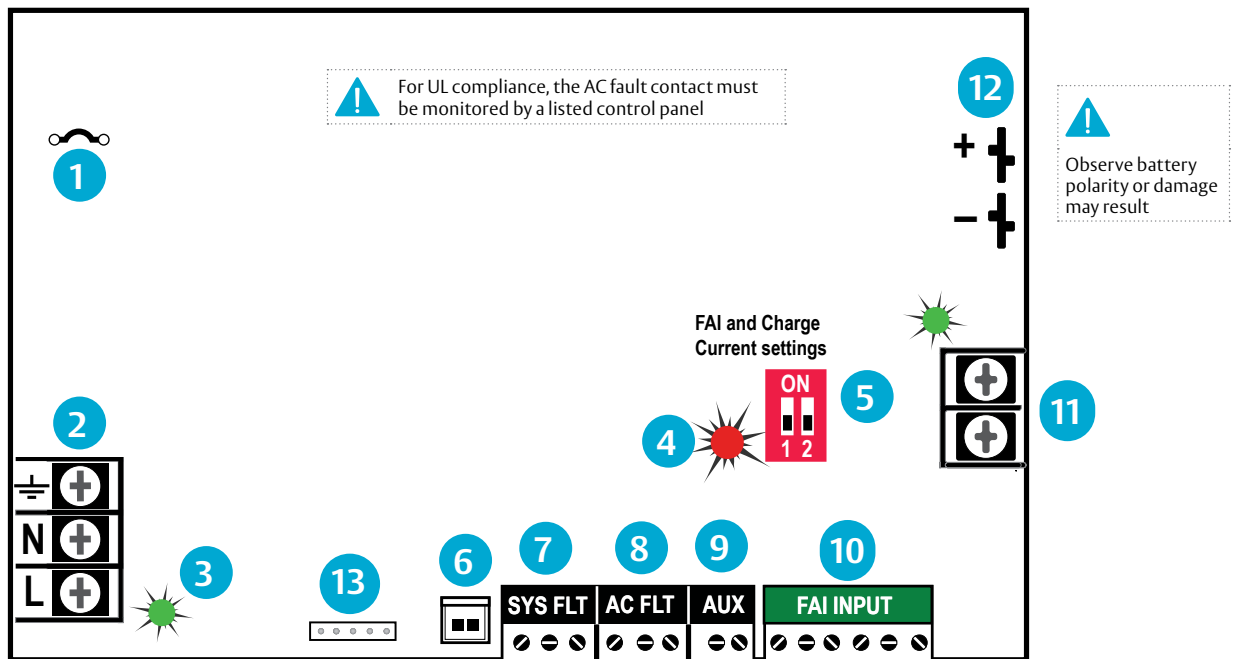 For UL compliance, the AC fault contact must
be monitored by a listed control panel
12
1
+
−
Observe battery
polarity or damage
may result
FAI and Charge
Current settings
ON
1 2
5
4
11
2
N
L
3
13
6
7
8
9
10
SYS FLT
AC FLT
AUX
FAI INPUT